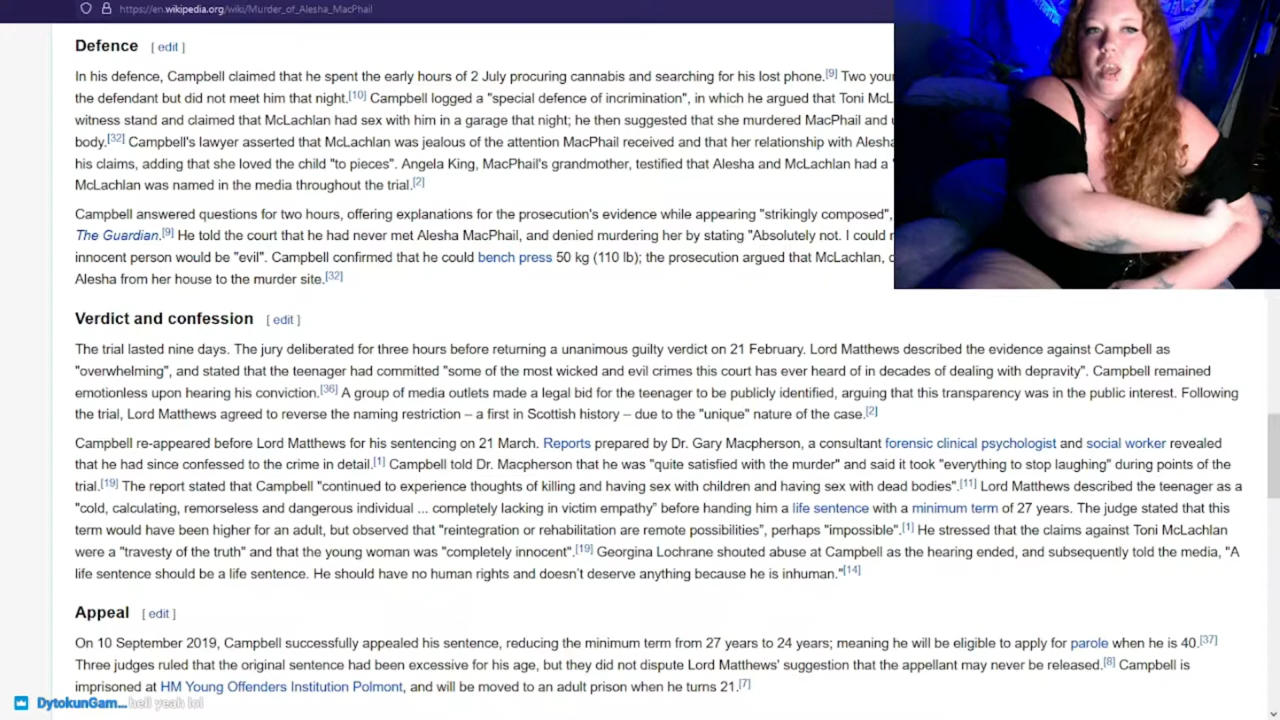 https://en.wikipedia.org/wiki/Murder_of_Alesha_MacPhail
Defence [ edit ]
In his defence, Campbell claimed that he spent the early hours of 2 July procuring cannabis and searching for his lost phone.[9] Two your
the defendant but did not meet him that night.[10] Campbell logged a "special defence of incrimination", in which he argued that Toni McL
witness stand and claimed that McLachlan had sex with him in a garage that night; he then suggested that she murdered MacPhail and
body.[32] Campbell's lawyer asserted that McLachlan was jealous of the attention MacPhail received and that her relationship with Alesha
his claims, adding that she loved the child "to pieces". Angela King, MacPhail's grandmother, testified that Alesha and McLachlan had a
McLachlan was named in the media throughout the trial.[2]
Campbell answered questions for two hours, offering explanations for the prosecution's evidence while appearing "strikingly composed",
The Guardian.[9] He told the court that he had never met Alesha MacPhail, and denied murdering her by stating "Absolutely not. I could
innocent person would be "evil". Campbell confirmed that he could bench press 50 kg (110 lb); the prosecution argued that McLachlan,
Alesha from her house to the murder site.[32]
Verdict and confession [ edit ]
The trial lasted nine days. The jury deliberated for three hours before returning a unanimous guilty verdict on 21 February. Lord Matthews described the evidence against Campbell as
"overwhelming", and stated that the teenager had committed "some of the most wicked and evil crimes this court has ever heard of in decades of dealing with depravity". Campbell remained
emotionless upon hearing his conviction.[36] A group of media outlets made a legal bid for the teenager to be publicly identified, arguing that this transparency was in the public interest. Following
the trial, Lord Matthews agreed to reverse the naming restriction – a first in Scottish history – due to the "unique" nature of the case.[2]
Campbell re-appeared before Lord Matthews for his sentencing on 21 March. Reports prepared by Dr. Gary Macpherson, a consultant forensic clinical psychologist and social worker revealed
that he had since confessed to the crime in detail.[1] Campbell told Dr. Macpherson that he was "quite satisfied with the murder" and said it took "everything to stop laughing" during points of the
trial.[19] The report stated that Campbell "continued to experience thoughts of killing and having sex with children and having sex with dead bodies".[11] Lord Matthews described the teenager as a
"cold, calculating, remorseless and dangerous individual ... completely lacking in victim empathy" before handing him a life sentence with a minimum term of 27 years. The judge stated that this
term would have been higher for an adult, but observed that "reintegration or rehabilitation are remote possibilities", perhaps "impossible".[1] He stressed that the claims against Toni McLachlan
were a "travesty of the truth" and that the young woman was "completely innocent".[19] Georgina Lochrane shouted abuse at Campbell as the hearing ended, and subsequently told the media, "A
life sentence should be a life sentence. He should have no human rights and doesn't deserve anything because he is inhuman."[14]
Appeal [ edit ]
On 10 September 2019, Campbell successfully appealed his sentence, reducing the minimum term from 27 years to 24 years; meaning he will be eligible to apply for parole when he is 40.[37]
Three judges ruled that the original sentence had been excessive for his age, but they did not dispute Lord Matthews' suggestion that the appellant may never be released.[8] Campbell is
imprisoned at HM Young Offenders Institution Polmont, and will be moved to an adult prison when he turns 21.[7]
DytokunGam... hell yeah lol